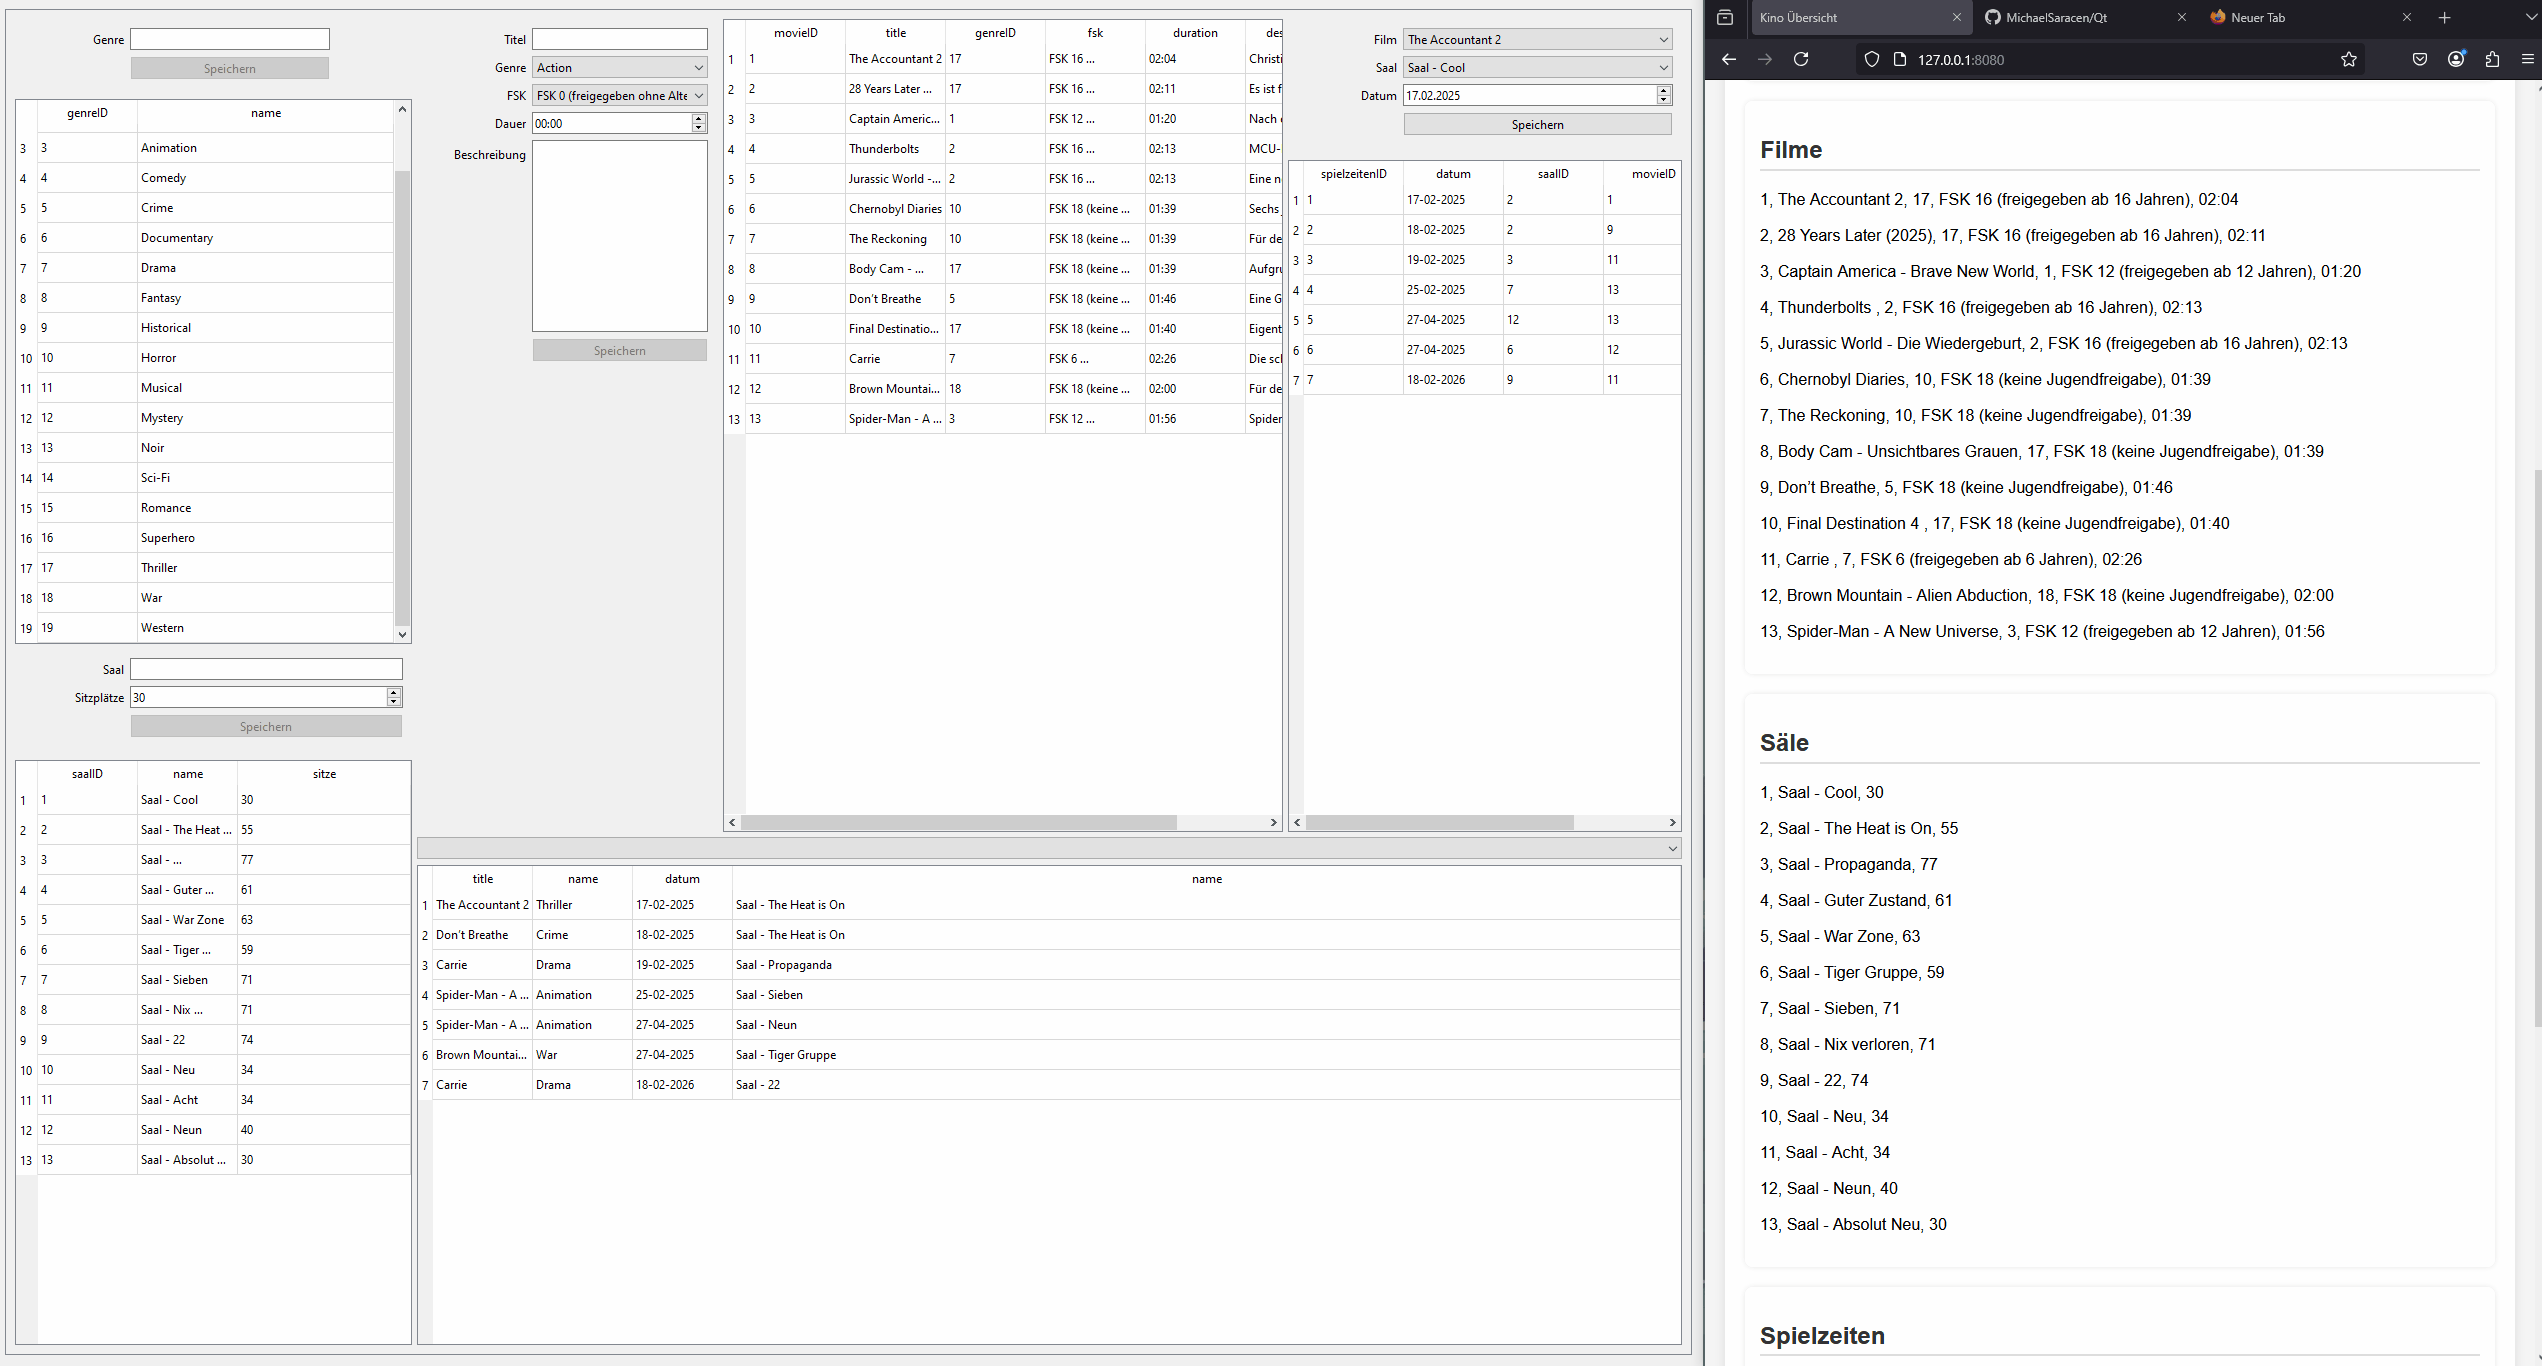 Genre
Speichern
genreID name
3 3 Animation
4 4 Comedy
5 5 Crime
6 6 Documentary
7 7 Drama
8 8 Fantasy
9 9 Historical
10 10 Horror
11 11 Musical
12 12 Mystery
13 13 Noir
14 14 Sci-Fi
15 15 Romance
16 16 Superhero
17 17 Thriller
18 18 War
19 19 Western
Saal
Sitzplätze 30
Speichern
saalID name sitze
1 1 Saal - Cool 30
2 2 Saal - The Heat ... 55
3 3 Saal - ... 77
4 4 Saal - Guter ... 61
5 5 Saal - War Zone 63
6 6 Saal - Tiger ... 59
7 7 Saal - Sieben 71
8 8 Saal - Nix ... 71
9 9 Saal - 22 74
10 10 Saal - Neu 34
11 11 Saal - Acht 34
12 12 Saal - Neun 40
13 13 Saal - Absolut ... 30
Titel
Genre Action
FSK FSK 0 (freigegeben ohne Alte
Dauer 00:00
Beschreibung
Speichern
movieID title genreID fsk duration des
1 1 The Accountant 2 17 FSK 16 ... 02:04 Christi
2 2 28 Years Later ... 17 FSK 16 ... 02:11 Es ist f
3 3 Captain Americ... 1 FSK 12 ... 01:20 Nach
4 4 Thunderbolts 2 FSK 16 ... 02:13 MCU-
5 5 Jurassic World -... 2 FSK 16 ... 02:13 Eine n
6 6 Chernobyl Diaries 10 FSK 18 (keine ... 01:39 Sechs
7 7 The Reckoning 10 FSK 18 (keine ... 01:39 Für de
8 8 Body Cam - ... 17 FSK 18 (keine ... 01:39 Aufgru
9 9 Don't Breathe 5 FSK 18 (keine ... 01:46 Eine G
10 10 Final Destinatio... 17 FSK 18 (keine ... 01:40 Eigent
11 11 Carrie 7 FSK 6 ... 02:26 Die scl
12 12 Brown Mountai... 18 FSK 18 (keine ... 02:00 Für de
13 13 Spider-Man - A ... 3 FSK 12 ... 01:56 Spider
Film The Accountant 2
Saal Saal - Cool
Datum 17.02.2025
Speichern
spielzeitenID datum saalID movieID
1 1 17-02-2025 2 1
2 2 18-02-2025 2 9
3 3 19-02-2025 3 11
4 4 25-02-2025 7 13
5 5 27-04-2025 12 13
6 6 27-04-2025 6 12
7 7 18-02-2026 9 11
title name datum name
1 The Accountant 2 Thriller 17-02-2025 Saal - The Heat is On
2 Don't Breathe Crime 18-02-2025 Saal - The Heat is On
3 Carrie Drama 19-02-2025 Saal - Propaganda
4 Spider-Man - A ... Animation 25-02-2025 Saal - Sieben
5 Spider-Man - A ... Animation 27-04-2025 Saal - Neun
6 Brown Mountai... War 27-04-2025 Saal - Tiger Gruppe
7 Carrie Drama 18-02-2026 Saal - 22
Kino Übersicht
MichaelSaracen/Qt
Neuer Tab
127.0.0.1:8080
Filme
1, The Accountant 2, 17, FSK 16 (freigegeben ab 16 Jahren), 02:04
2, 28 Years Later (2025), 17, FSK 16 (freigegeben ab 16 Jahren), 02:11
3, Captain America - Brave New World, 1, FSK 12 (freigegeben ab 12 Jahren), 01:20
4, Thunderbolts , 2, FSK 16 (freigegeben ab 16 Jahren), 02:13
5, Jurassic World - Die Wiedergeburt, 2, FSK 16 (freigegeben ab 16 Jahren), 02:13
6, Chernobyl Diaries, 10, FSK 18 (keine Jugendfreigabe), 01:39
7, The Reckoning, 10, FSK 18 (keine Jugendfreigabe), 01:39
8, Body Cam - Unsichtbares Grauen, 17, FSK 18 (keine Jugendfreigabe), 01:39
9, Don't Breathe, 5, FSK 18 (keine Jugendfreigabe), 01:46
10, Final Destination 4 , 17, FSK 18 (keine Jugendfreigabe), 01:40
11, Carrie , 7, FSK 6 (freigegeben ab 6 Jahren), 02:26
12, Brown Mountain - Alien Abduction, 18, FSK 18 (keine Jugendfreigabe), 02:00
13, Spider-Man - A New Universe, 3, FSK 12 (freigegeben ab 12 Jahren), 01:56
Säle
1, Saal - Cool, 30
2, Saal - The Heat is On, 55
3, Saal - Propaganda, 77
4, Saal - Guter Zustand, 61
5, Saal - War Zone, 63
6, Saal - Tiger Gruppe, 59
7, Saal - Sieben, 71
8, Saal - Nix verloren, 71
9, Saal - 22, 74
10, Saal - Neu, 34
11, Saal - Acht, 34
12, Saal - Neun, 40
13, Saal - Absolut Neu, 30
Spielzeiten